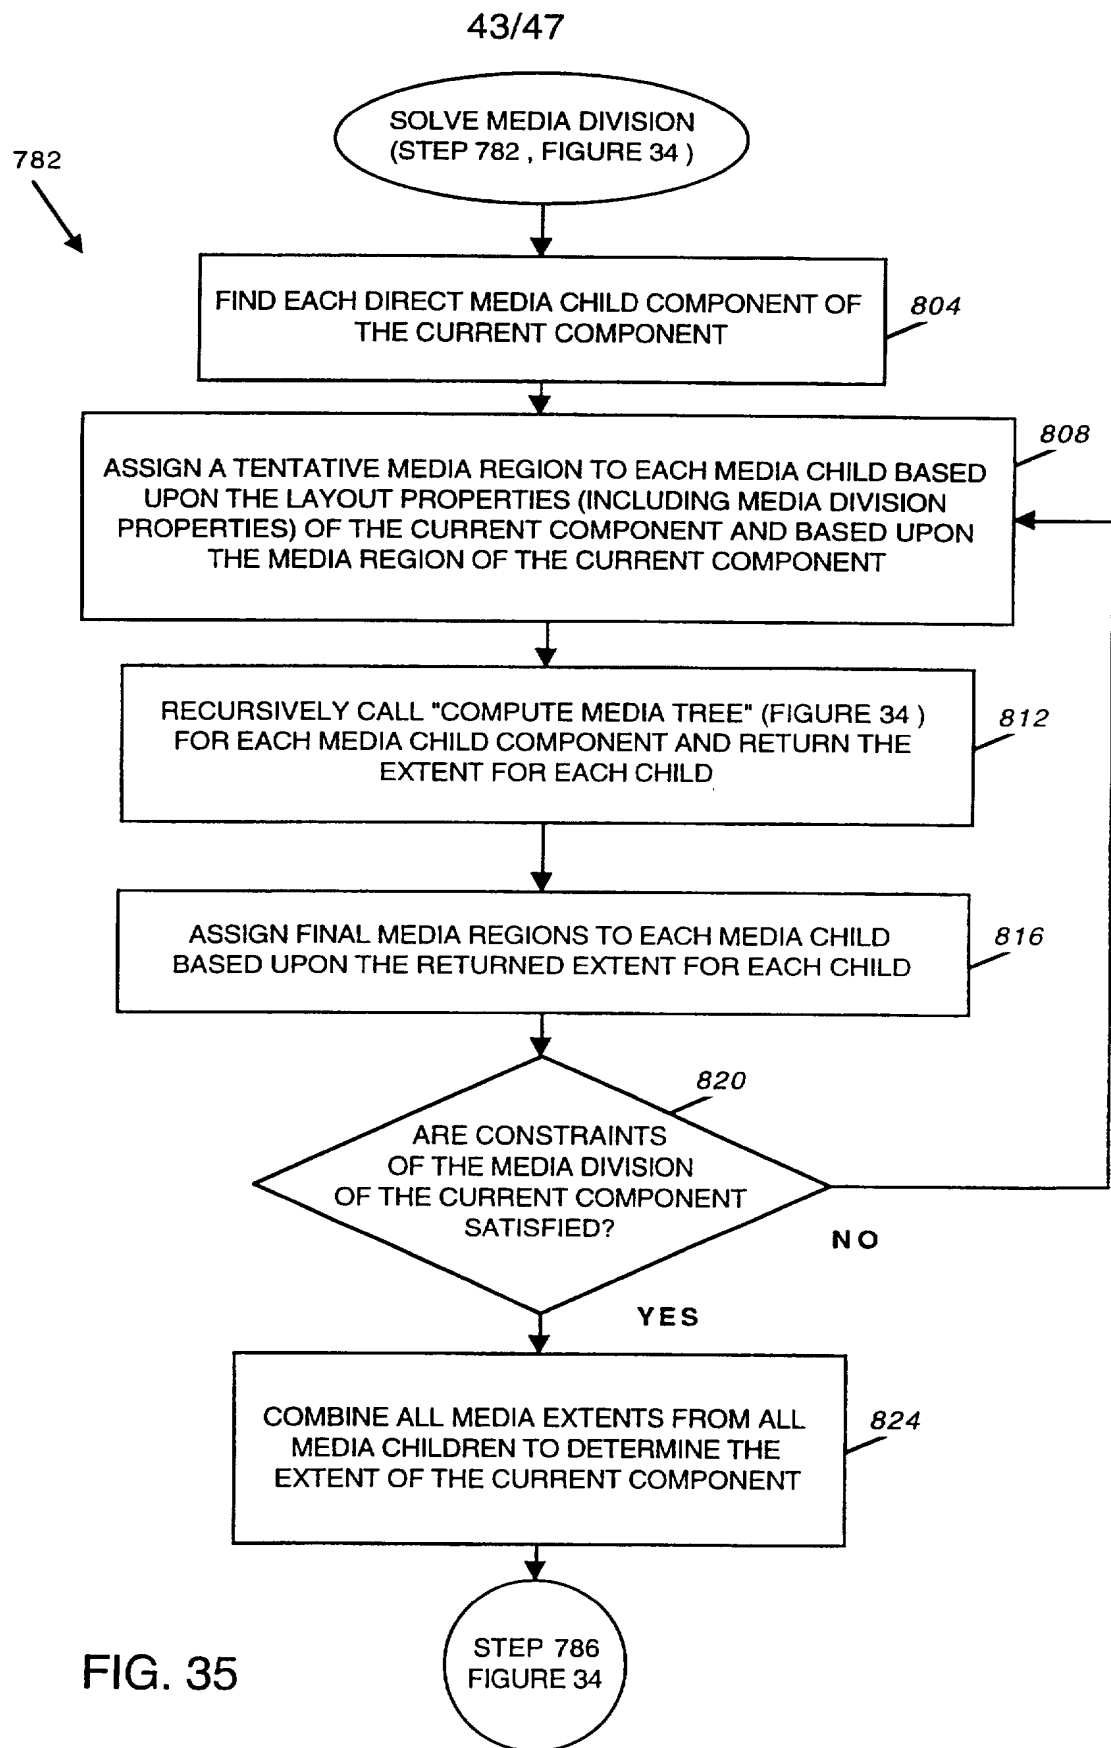 43/47
SOLVE MEDIA DIVISION
(STEP 782 , FIGURE 34 )
782
FIND EACH DIRECT MEDIA CHILD COMPONENT OF
THE CURRENT COMPONENT
804
808
ASSIGN A TENTATIVE MEDIA REGION TO EACH MEDIA CHILD BASED
UPON THE LAYOUT PROPERTIES (INCLUDING MEDIA DIVISION
PROPERTIES) OF THE CURRENT COMPONENT AND BASED UPON
THE MEDIA REGION OF THE CURRENT COMPONENT
RECURSIVELY CALL "COMPUTE MEDIA TREE" (FIGURE 34 )
FOR EACH MEDIA CHILD COMPONENT AND RETURN THE
EXTENT FOR EACH CHILD
812
ASSIGN FINAL MEDIA REGIONS TO EACH MEDIA CHILD
BASED UPON THE RETURNED EXTENT FOR EACH CHILD
816
820
ARE CONSTRAINTS
OF THE MEDIA DIVISION
OF THE CURRENT COMPONENT
SATISFIED?
NO
YES
COMBINE ALL MEDIA EXTENTS FROM ALL
MEDIA CHILDREN TO DETERMINE THE
EXTENT OF THE CURRENT COMPONENT
824
STEP 786
FIGURE 34
FIG. 35